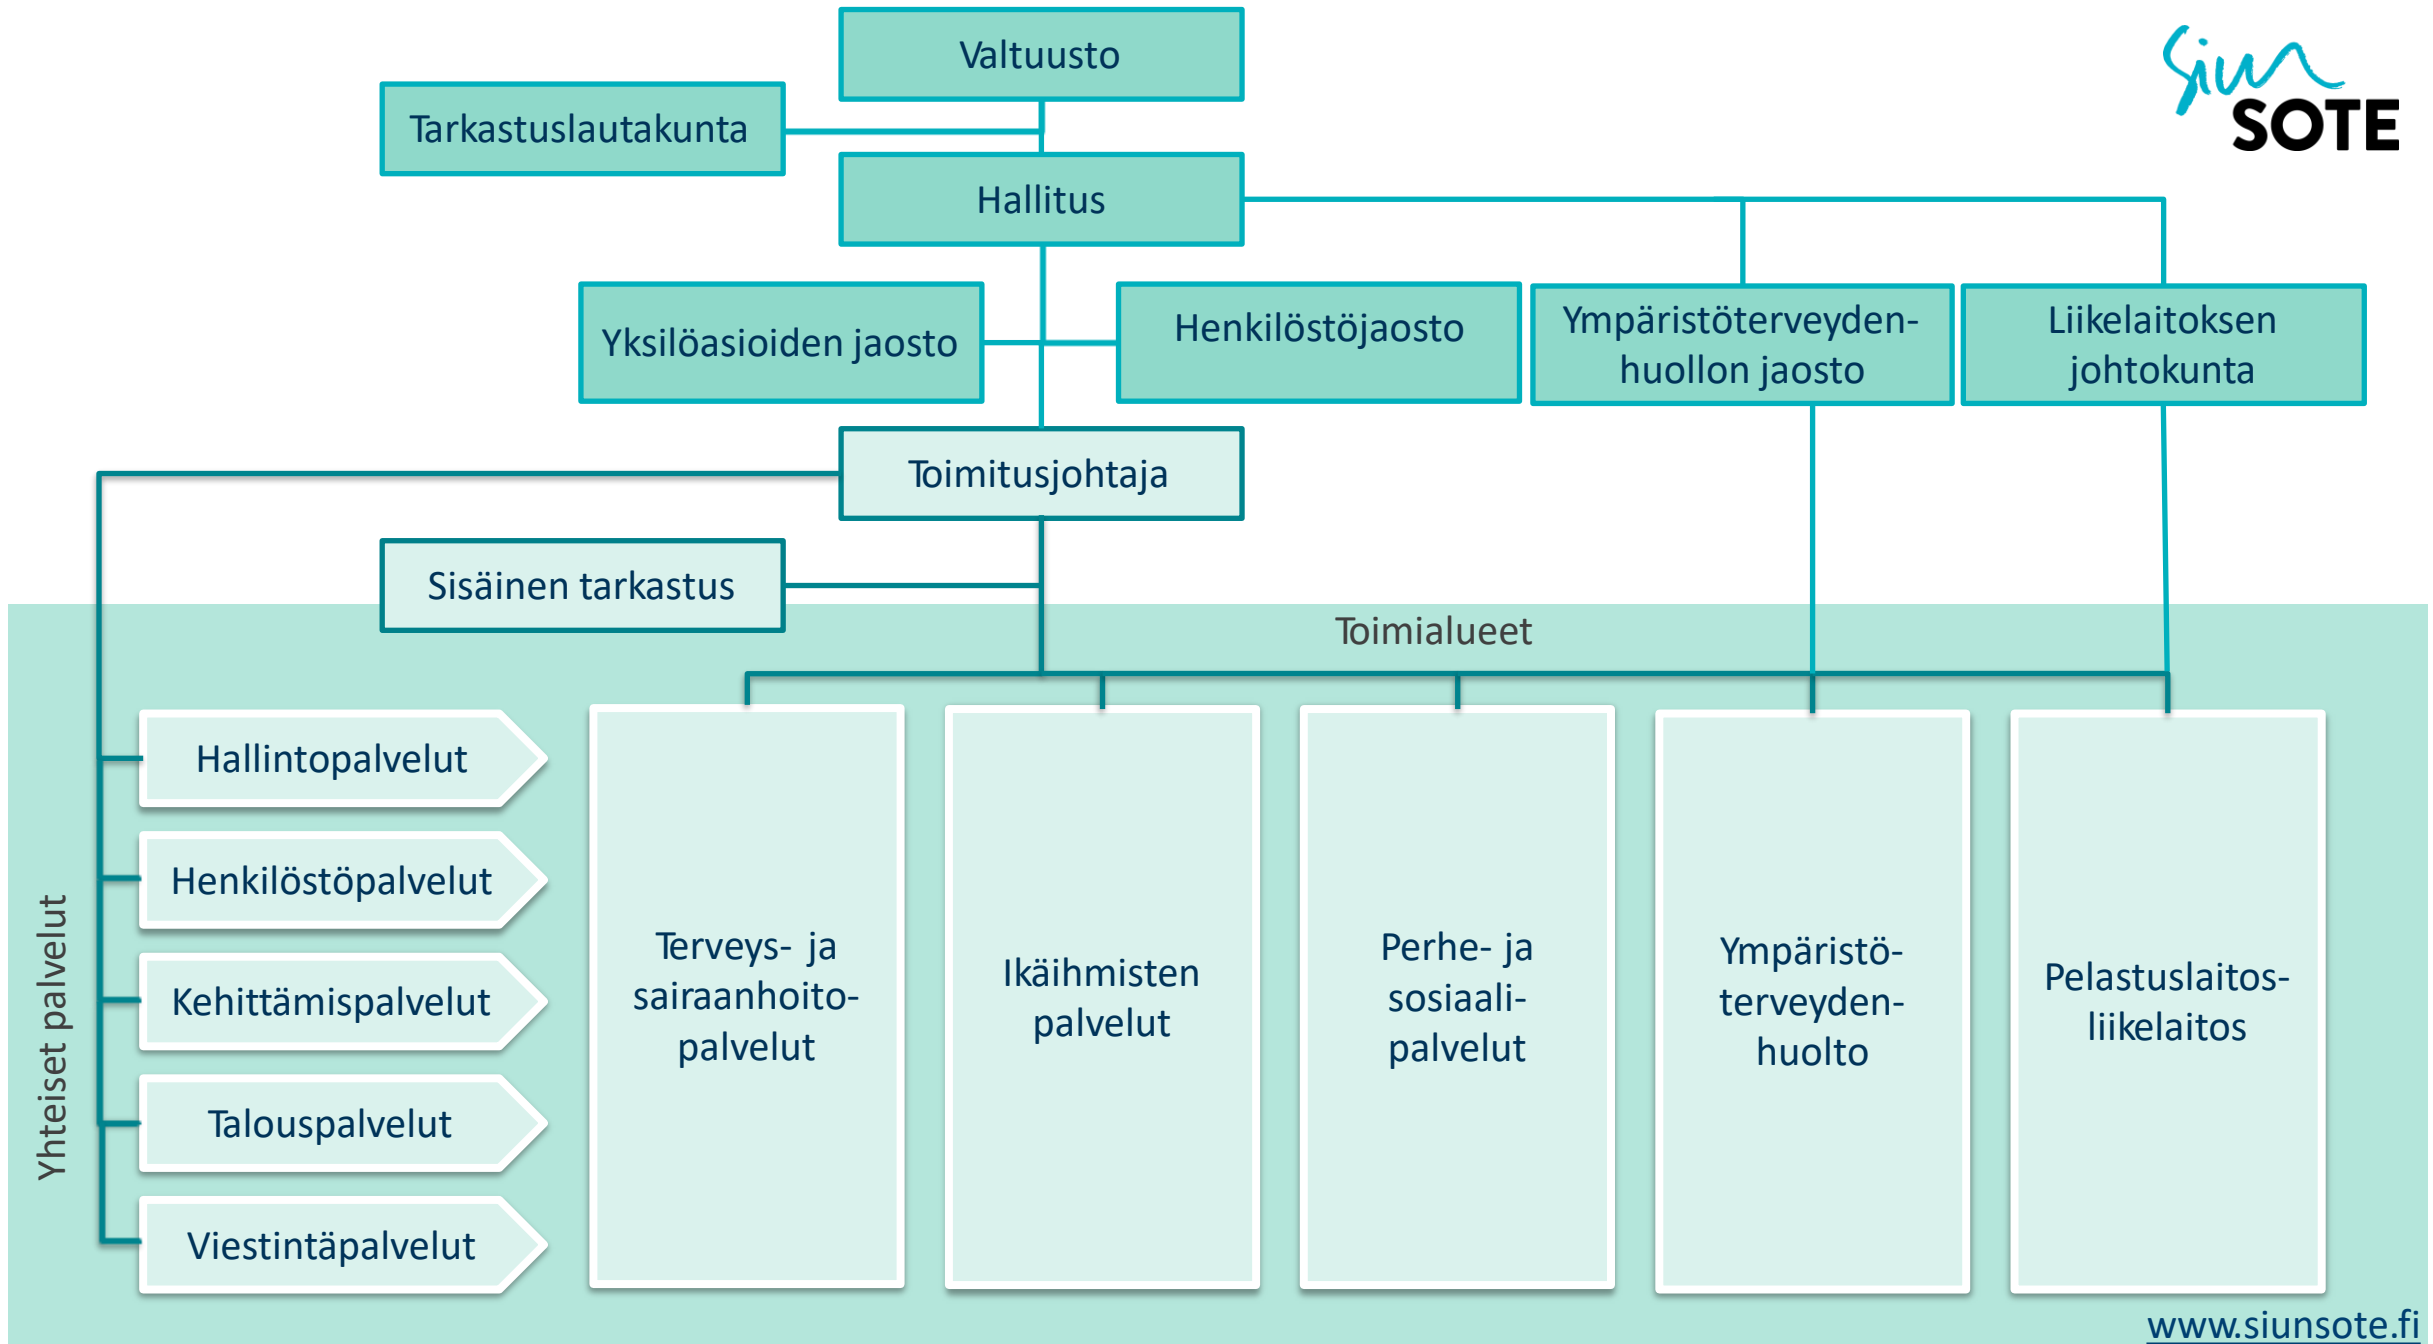 Valtuusto
Siun
SOTE
Tarkastuslautakunta
Hallitus
Yksilöasioiden jaosto
Henkilöstöjaosto
Ympäristöterveyden-
huollon jaosto
Liikelaitoksen
johtokunta
Toimitusjohtaja
Sisäinen tarkastus
Toimialueet
Yhteiset palvelut
Hallintopalvelut
Henkilöstöpalvelut
Kehittämispalvelut
Talouspalvelut
Viestintäpalvelut
Terveys- ja
sairaanhoito-
palvelut
Ikäihmisten
palvelut
Perhe- ja
sosiaali-
palvelut
Ympäristö-
terveyden-
huolto
Pelastuslaitos-
liikelaitos
www.siunsote.fi